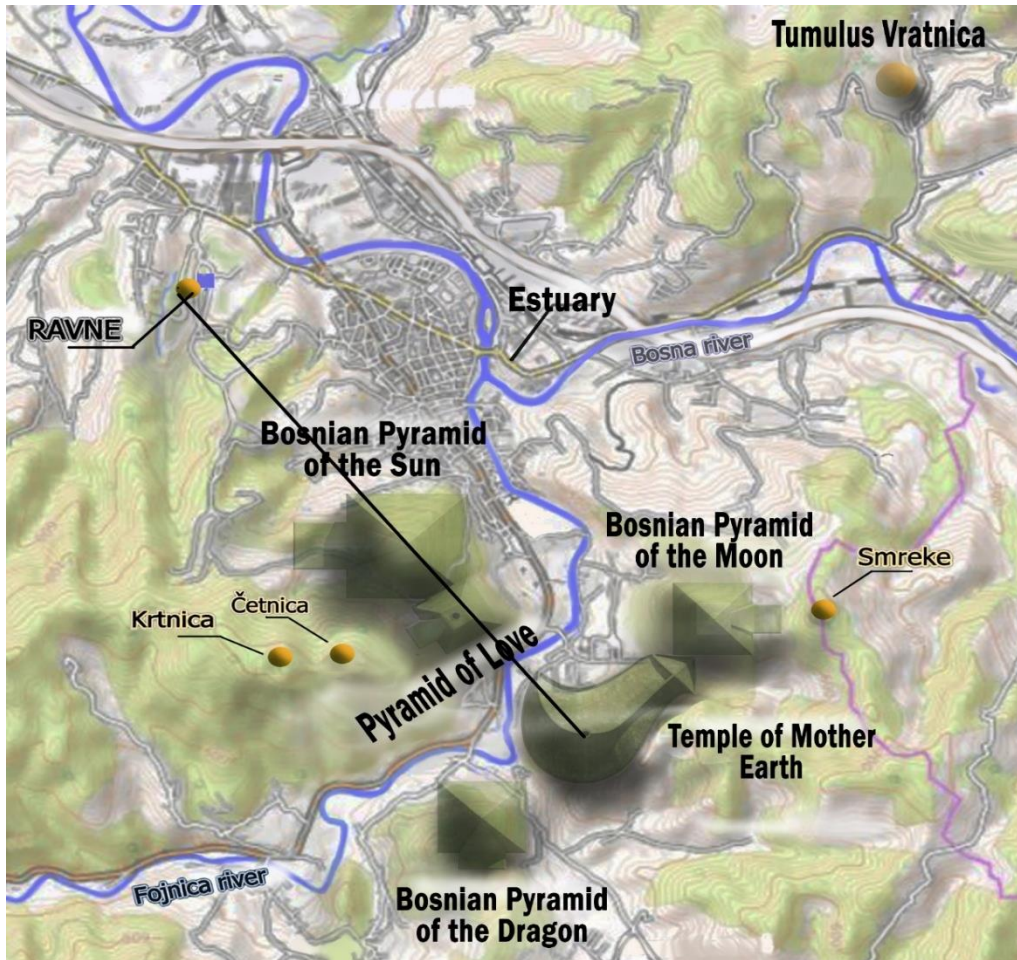 Tumulus Vratnica
Estuary
RAVNE
Bosna river
Bosnian Pyramid
of the Sun
Bosnian Pyramid
of the Moon
Smreke
Četnica
Krtnica
Pyramid of Love
Temple of Mother
Earth
Fojnica river
Bosnian Pyramid
of the Dragon